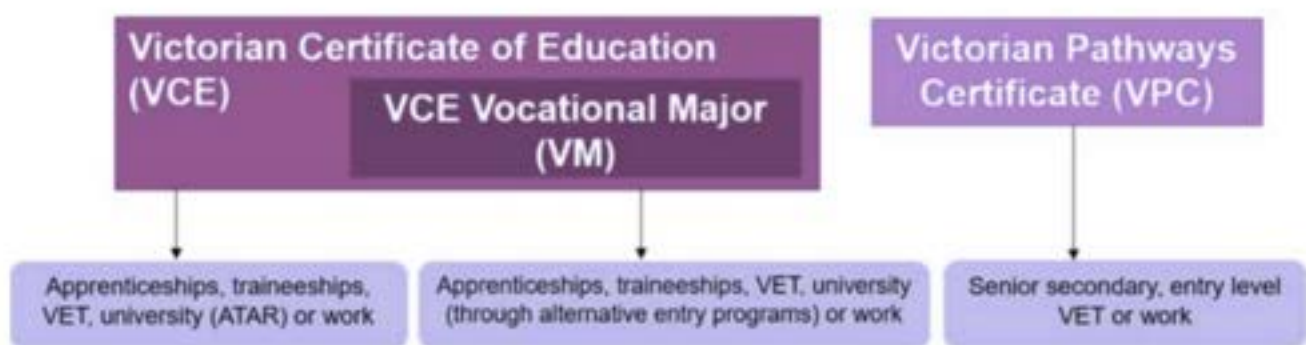 Victorian Certificate of Education
(VCE)
VCE Vocational Major
(VM)
Victorian Pathways
Certificate (VPC)
Apprenticeships, traineeships,
VET, university (ATAR) or work
Apprenticeships, traineeships, VET, university
(through alternative entry programs) or work
Senior secondary, entry level
VET or work